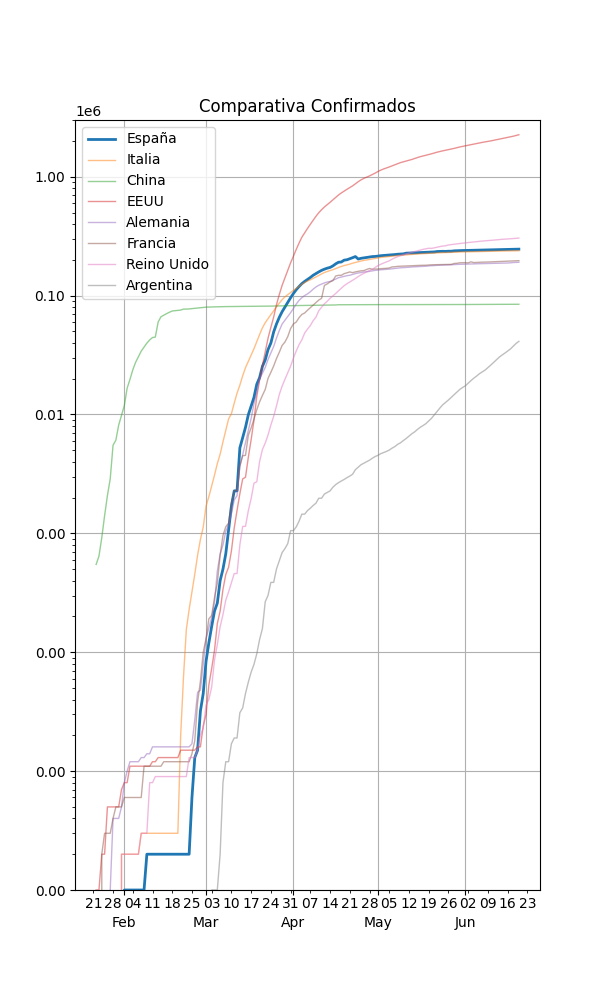 Comparativa Confirmados
1e6
España
Italia
China
EEUU
Alemania
Francia
Reino Unido
Argentina
1.00
0.10
0.01
0.00
0.00
0.00
0.00
21 28 04 11 18 25 03 10 17 24 31 07 14 21 28 05 12 19 26 02 09 16 23
Feb Mar Apr May Jun